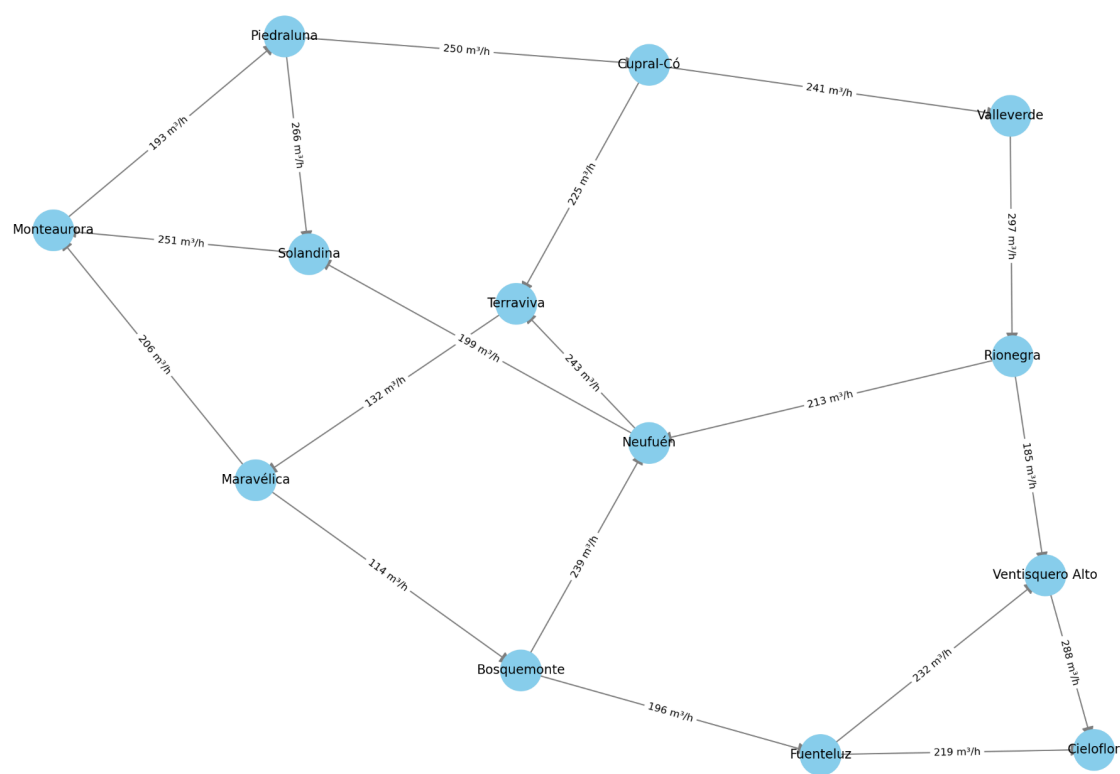 Piedraluna
250 m³/h
Cupral-Có
241 m³/h
Valleverde
193 m³/h
266 m³/h
225 m³/h
Monteaurora
251 m³/h
Solandina
297 m³/h
Terraviva
206 m³/h
199 m³/h
Rionegra
243 m³/h
132 m³/h
213 m³/h
Neufuén
Maravélica
185 m³/h
114 m³/h
239 m³/h
Ventisquero Alto
Bosquemonte
232 m³/h
288 m³/h
196 m³/h
Fuenteluz
219 m³/h
Cieloflor